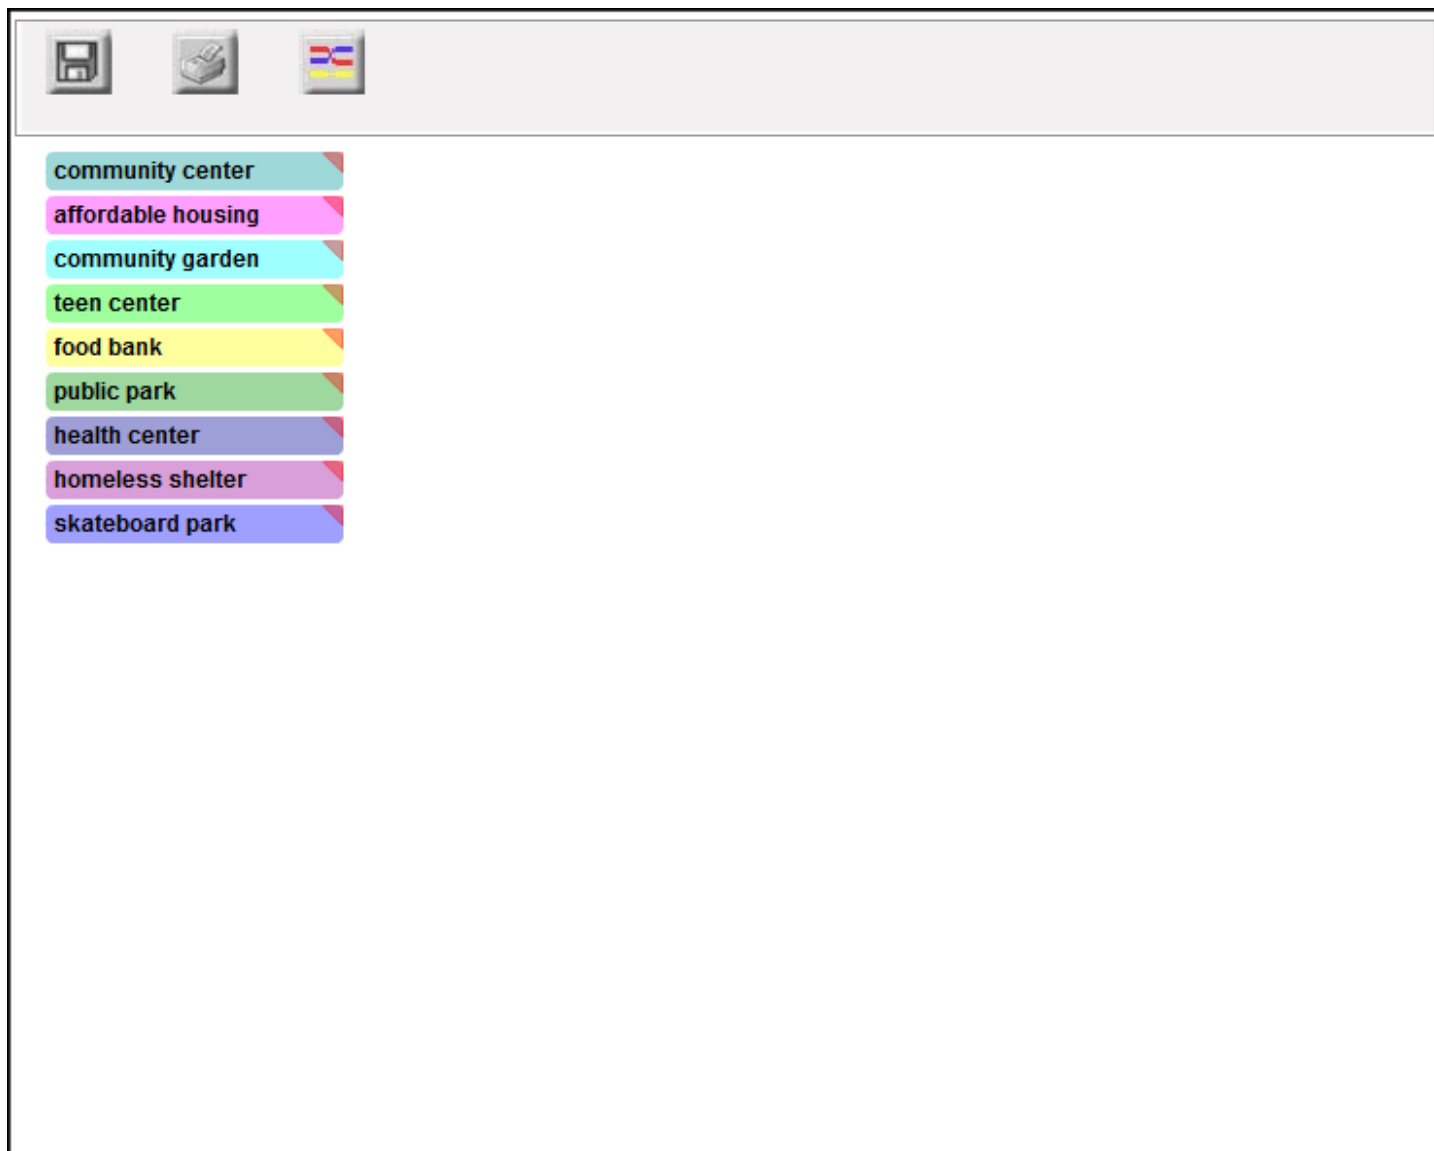 community center
affordable housing
community garden
teen center
food bank
public park
health center
homeless shelter
skateboard park